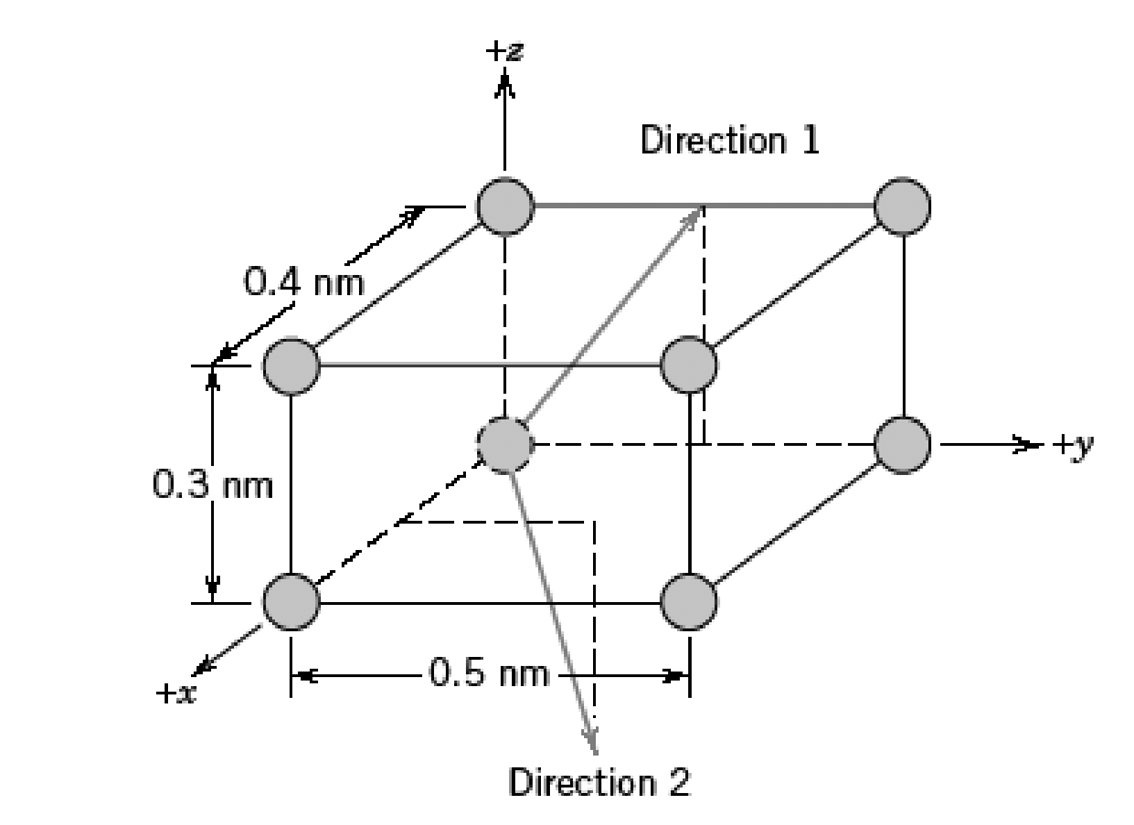 +z
Direction 1
0.4 nm
+y
0.3 nm
0.5 nm
+x
Direction 2